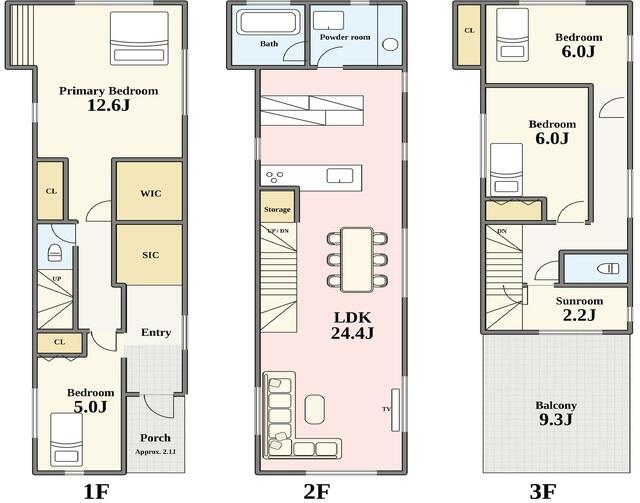 Primary Bedroom
12.6J
CL
WIC
SIC
UP
CL
Entry
Bedroom
5.0J
Porch
Approx. 2.1J
1F
Bath
Powder room
Storage
UP / DN
LDK
24.4J
TV
2F
CL
Bedroom
6.0J
Bedroom
6.0J
DN
Sunroom
2.2J
Balcony
9.3J
3F